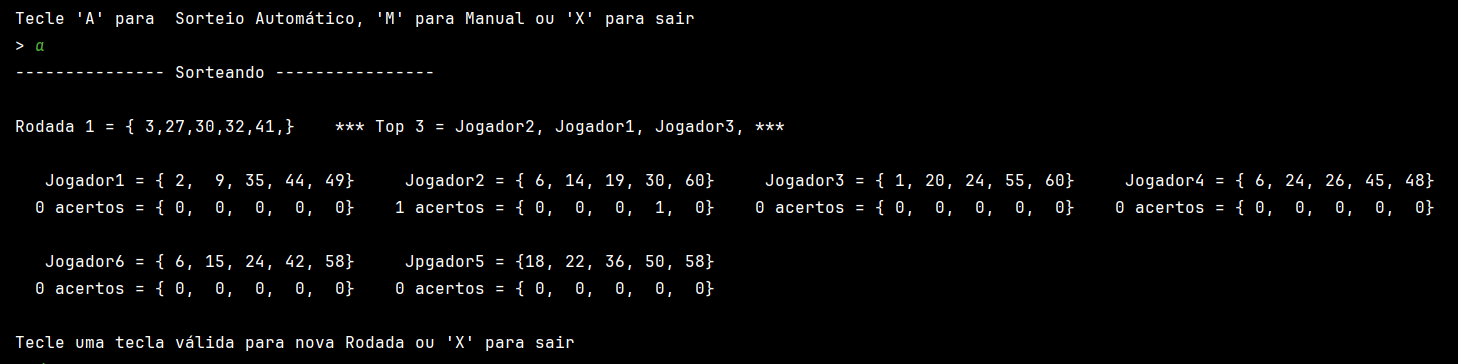 Tecle 'A' para  Sorteio Automático, 'M' para Manual ou 'X' para sair
> a
--------------- Sorteando ----------------
Rodada 1 = { 3,27,30,32,41,}    *** Top 3 = Jogador2, Jogador1, Jogador3, ***
Jogador1 = { 2,  9, 35, 44, 49}     Jogador2 = { 6, 14, 19, 30, 60}     Jogador3 = { 1, 20, 24, 55, 60}     Jogador4 = { 6, 24, 26, 45, 48}
0 acertos = { 0,  0,  0,  0,  0}    1 acertos = { 0,  0,  0,  1,  0}    0 acertos = { 0,  0,  0,  0,  0}    0 acertos = { 0,  0,  0,  0,  0}
Jogador6 = { 6, 15, 24, 42, 58}     Jpgador5 = {18, 22, 36, 50, 58}
0 acertos = { 0,  0,  0,  0,  0}    0 acertos = { 0,  0,  0,  0,  0}
Tecle uma tecla válida para nova Rodada ou 'X' para sair